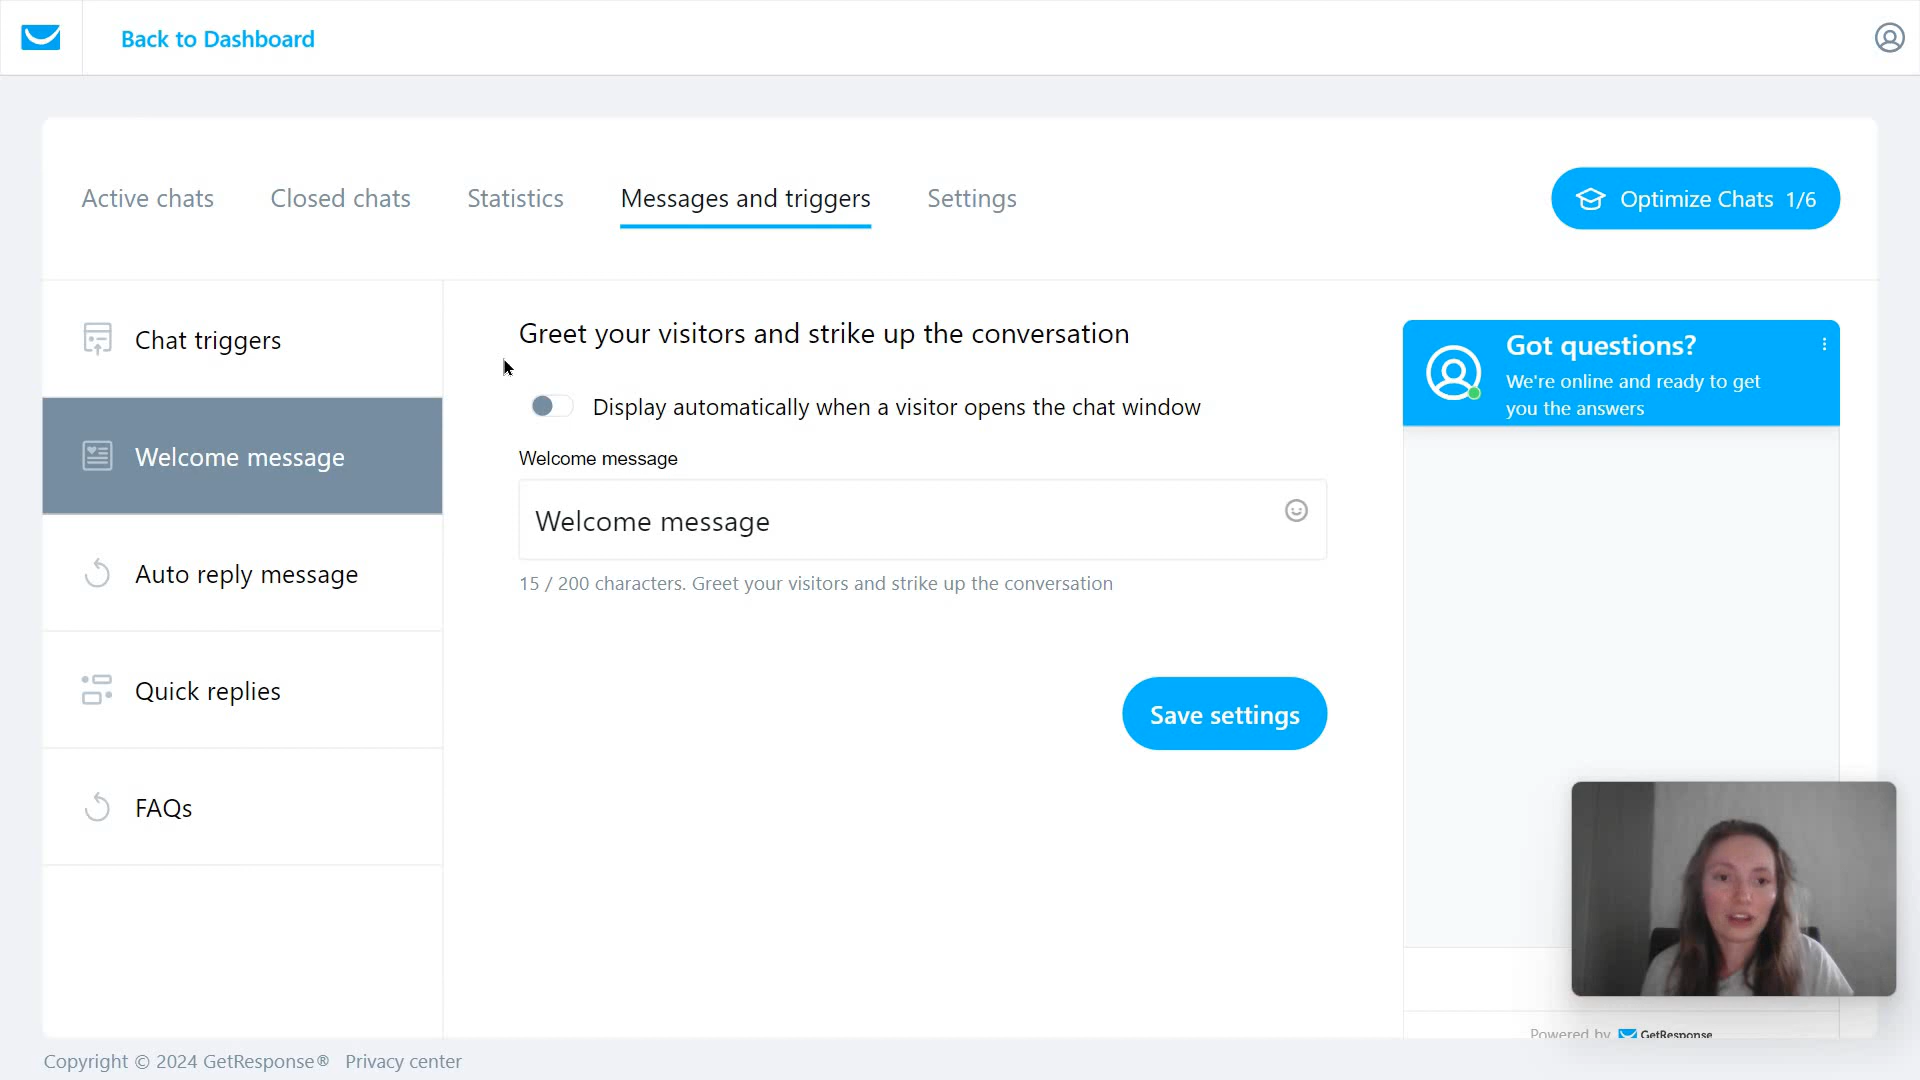 Back to Dashboard
Active chats
Closed chats
Statistics
Messages and triggers
Settings
Optimize Chats 1/6
Chat triggers
Welcome message
Auto reply message
Quick replies
FAQs
Greet your visitors and strike up the conversation
Display automatically when a visitor opens the chat window
Welcome message
Welcome message
15 / 200 characters. Greet your visitors and strike up the conversation
Save settings
Got questions?
We're online and ready to get
you the answers
Powered by GetResponse
Copyright © 2024 GetResponse® Privacy center